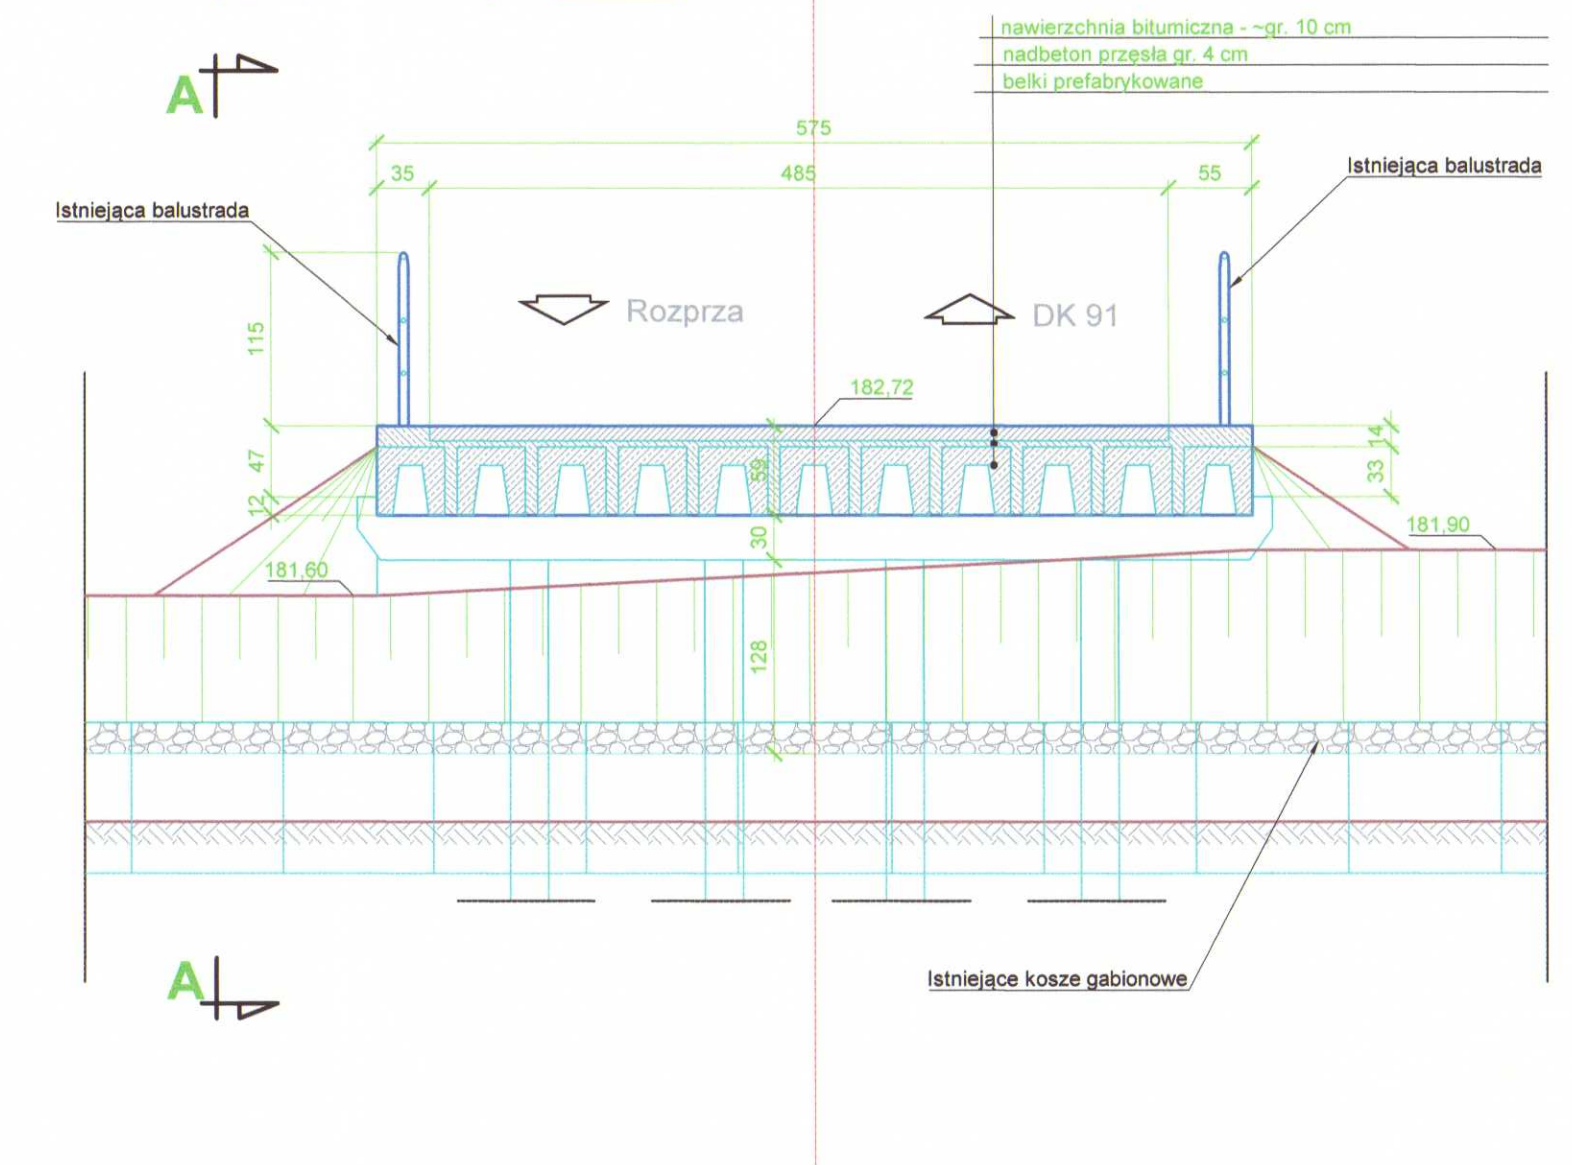 nawierzchnia bitumiczna - ~gr. 10 cm
nadbeton przęsła gr. 4 cm
belki prefabrykowane
A
575
35
485
55
Istniejąca balustrada
Istniejąca balustrada
115
Rozprza
DK 91
182,72
47
12
59
30
14
33
181,90
181,60
128
A
Istniejące kosze gabionowe